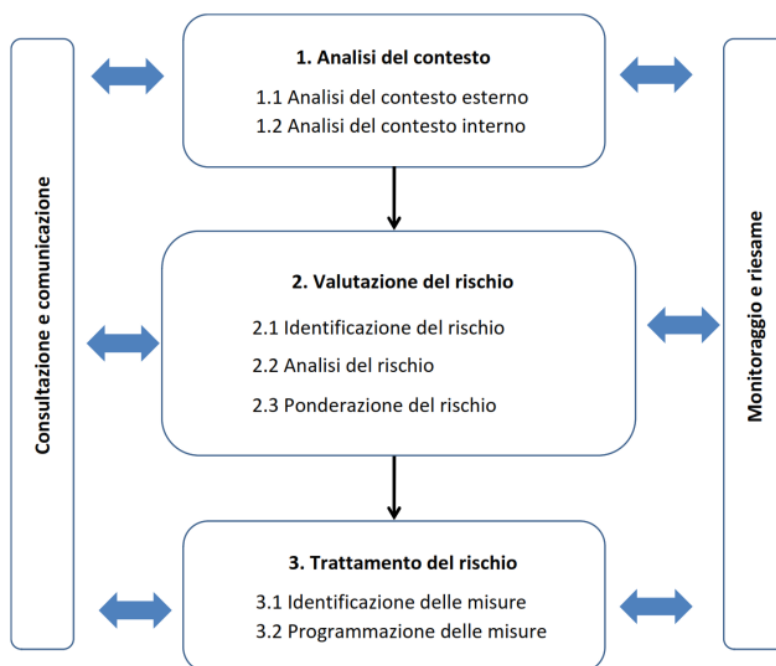 Consultazione e comunicazione
1. Analisi del contesto
1.1 Analisi del contesto esterno
1.2 Analisi del contesto interno
2. Valutazione del rischio
2.1 Identificazione del rischio
2.2 Analisi del rischio
2.3 Ponderazione del rischio
3. Trattamento del rischio
3.1 Identificazione delle misure
3.2 Programmazione delle misure
Monitoraggio e riesame